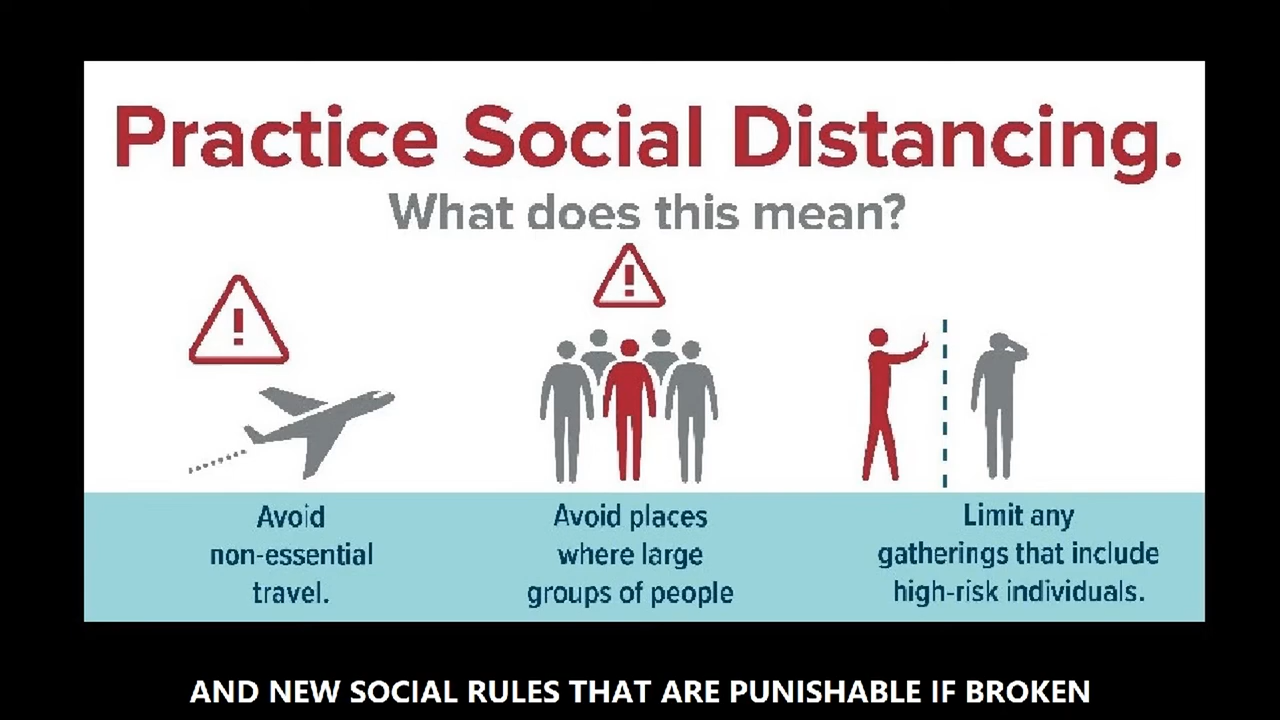 Practice Social Distancing.
What does this mean?
!
!
Avoid
non-essential
travel.
Avoid places
where large
groups of people
Limit any
gatherings that include
high-risk individuals.
AND NEW SOCIAL RULES THAT ARE PUNISHABLE IF BROKEN